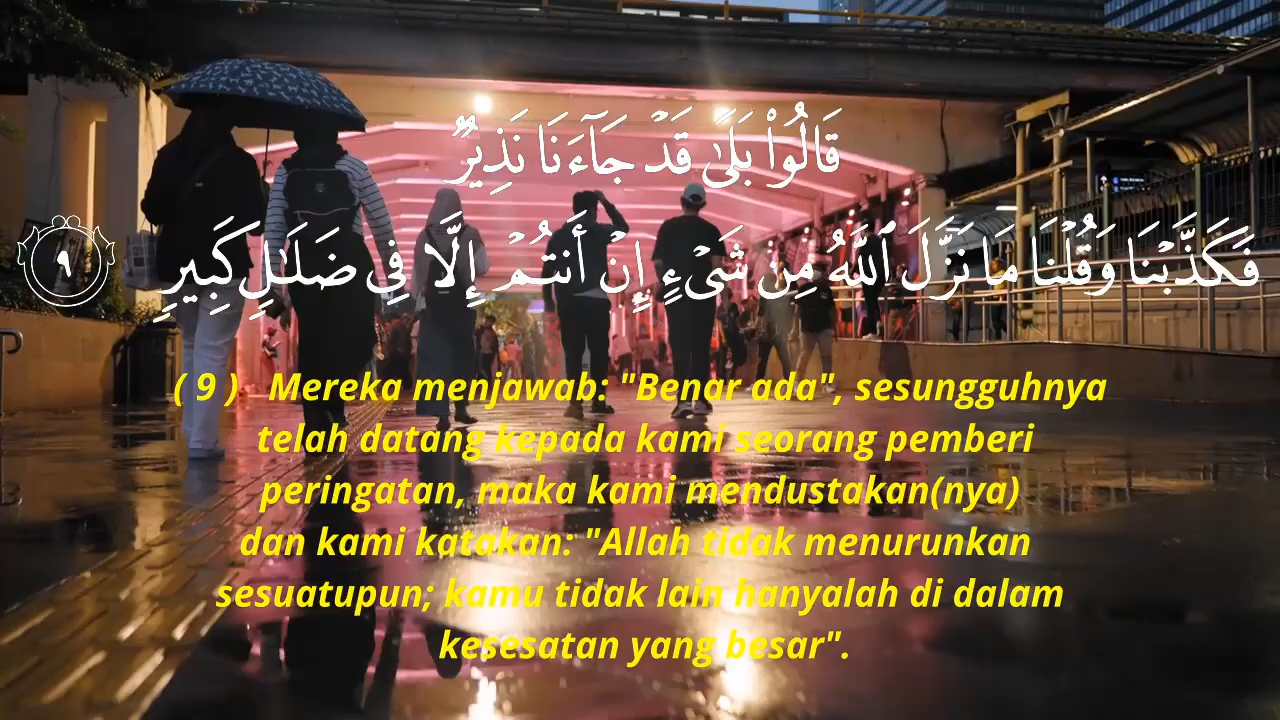 قَالُوا۟ بَلَىٰ قَدْ جَآءَنَا نَذِيرٌ
فَكَذَّبْنَا وَقُلْنَا مَا نَزَّلَ ٱللَّهُ مِن شَىْءٍ إِنْ أَنتُمْ إِلَّا فِى ضَلَـٰلٍ كَبِيرٍ ٩
( 9 ) Mereka menjawab: "Benar ada", sesungguhnya
telah datang kepada kami seorang pemberi
peringatan, maka kami mendustakan(nya)
dan kami katakan: "Allah tidak menurunkan
sesuatupun; kamu tidak lain hanyalah di dalam
kesesatan yang besar".